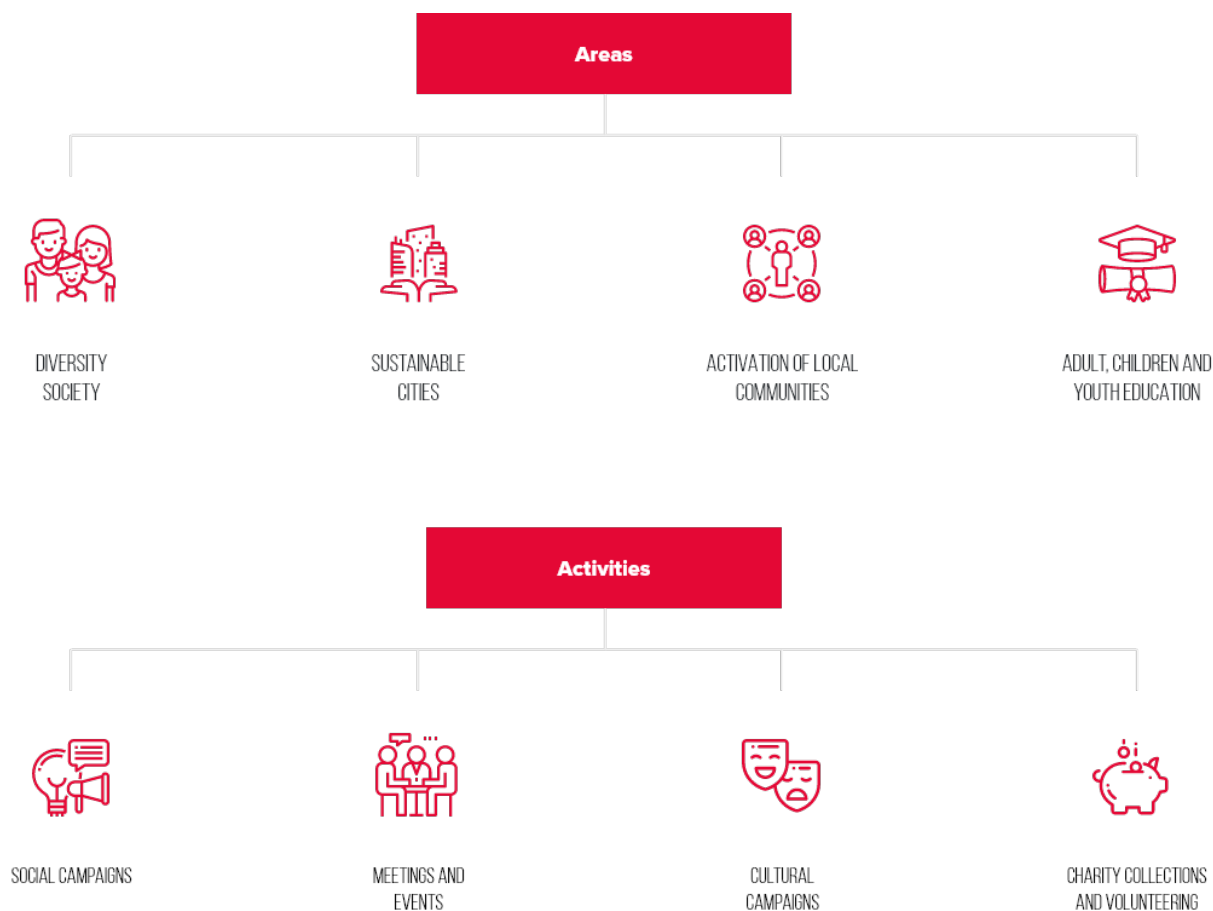 Areas
DIVERSITY
SOCIETY
SUSTAINABLE
CITIES
ACTIVATION OF LOCAL
COMMUNITIES
ADULT, CHILDREN AND
YOUTH EDUCATION
Activities
SOCIAL CAMPAIGNS
MEETINGS AND
EVENTS
CULTURAL
CAMPAIGNS
CHARITY COLLECTIONS
AND VOLUNTEERING